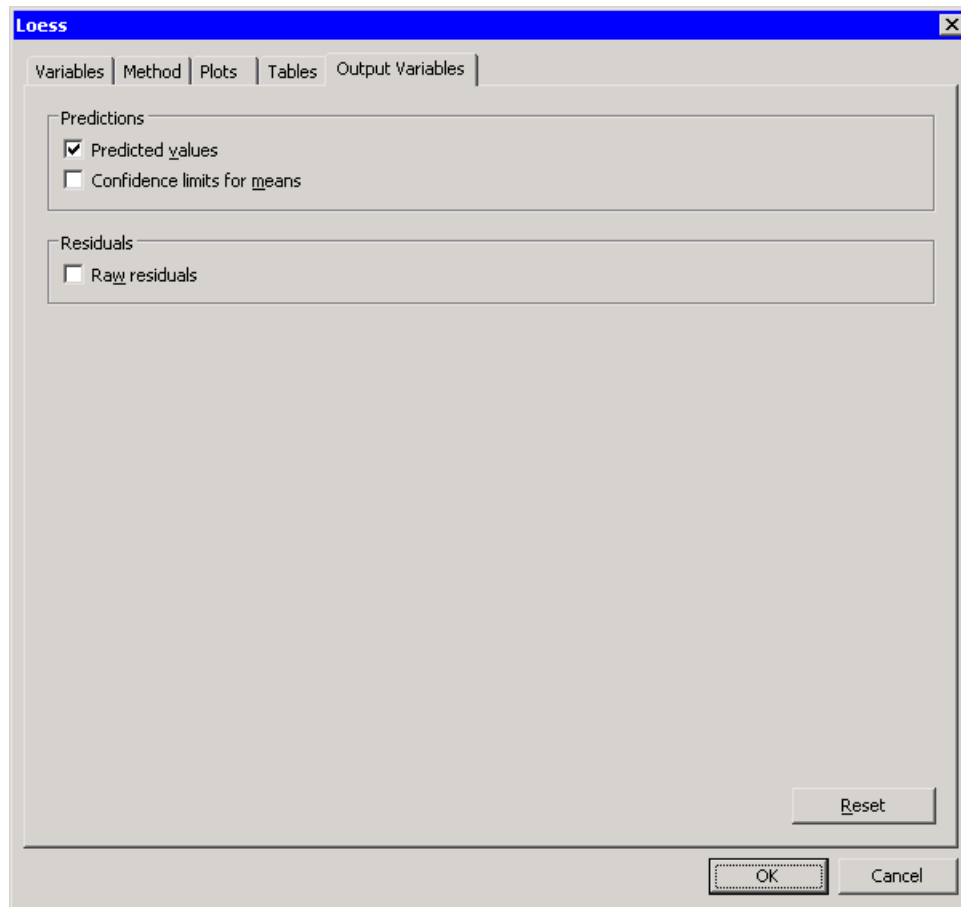 Loess
Variables Method Plots Tables Output Variables
Predictions
Predicted values
Confidence limits for means
Residuals
Raw residuals
Reset
OK Cancel